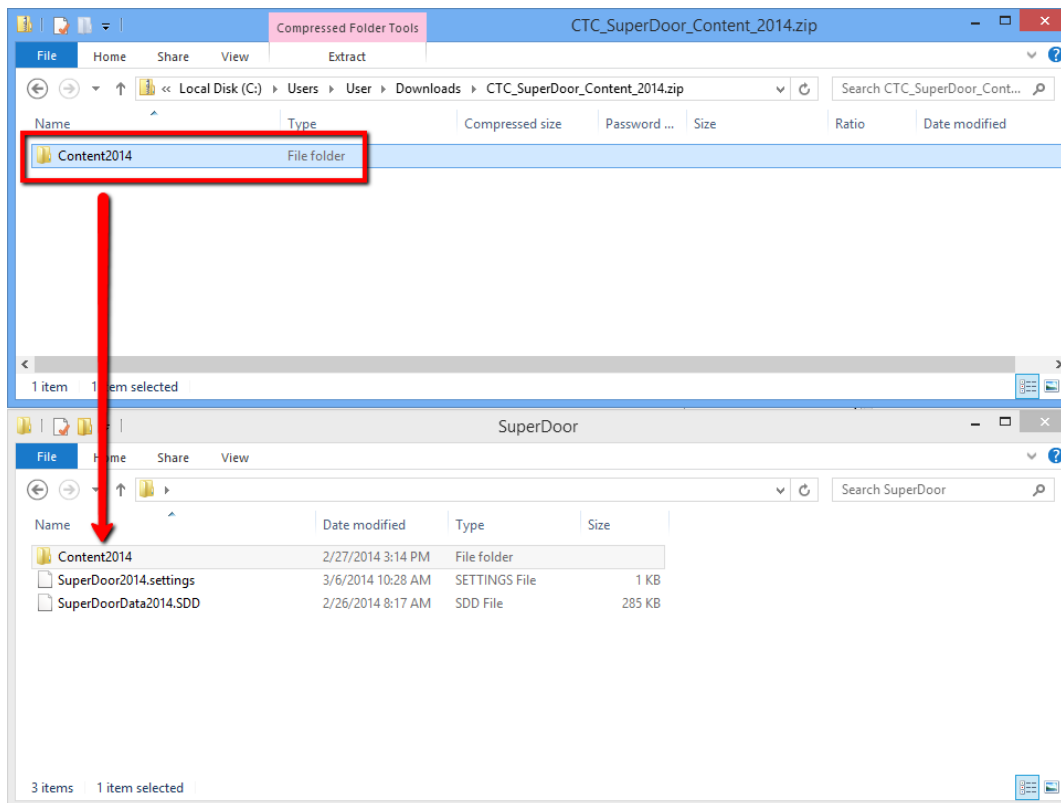 Compressed Folder Tools CTC_SuperDoor_Content_2014.zip
File Home Share View Extract
« Local Disk (C:) Users User Downloads CTC_SuperDoor_Content_2014.zip Search CTC_SuperDoor_Cont...
Name Type Compressed size Password ... Size Ratio Date modified
Content2014 File folder
1 item 1 item selected
SuperDoor
File Home Share View
Search SuperDoor
Name Date modified Type Size
Content2014 2/27/2014 3:14 PM File folder
SuperDoor2014.settings 3/6/2014 10:28 AM SETTINGS File 1 KB
SuperDoorData2014.SDD 2/26/2014 8:17 AM SDD File 285 KB
3 items 1 item selected